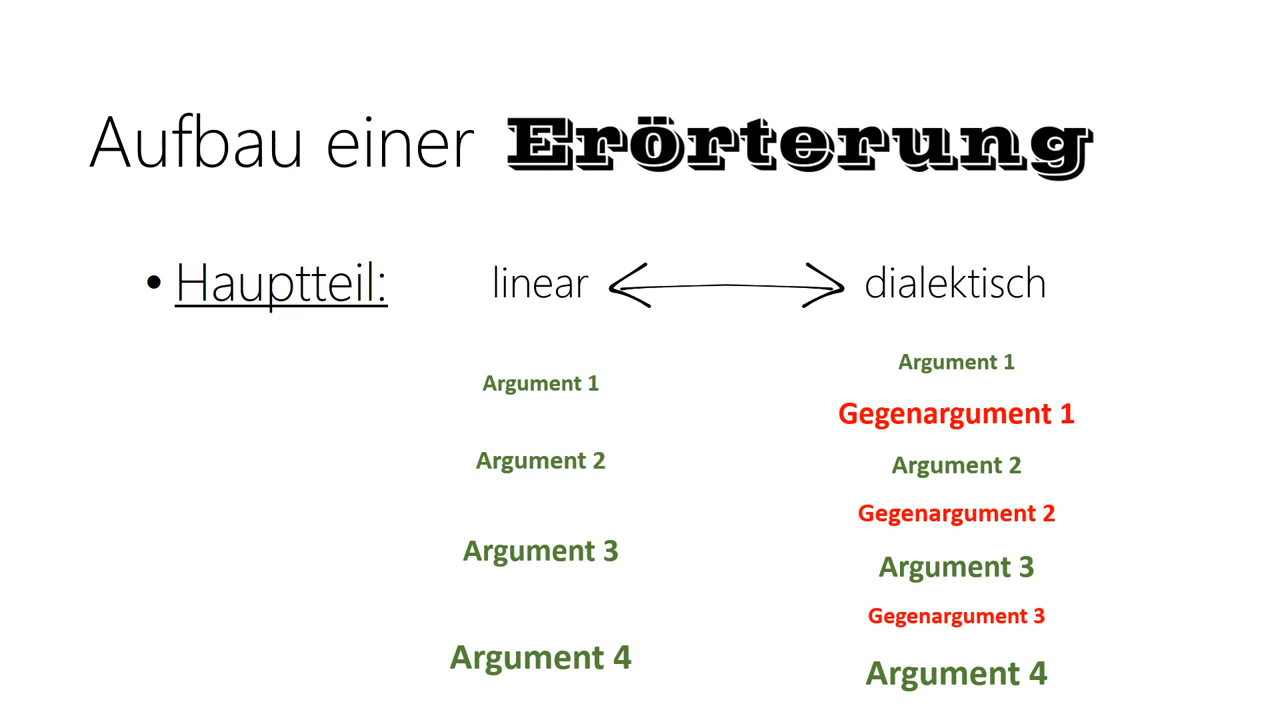 Aufbau einer Erörterung
• Hauptteil:
linear
dialektisch
Argument 1
Argument 2
Argument 3
Argument 4
Argument 1
Gegenargument 1
Argument 2
Gegenargument 2
Argument 3
Gegenargument 3
Argument 4